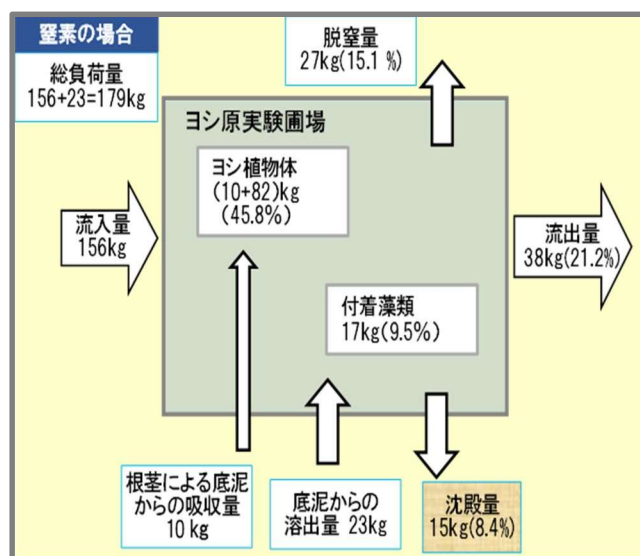 窒素の場合
総負荷量
156+23=179kg
脱窒量
27kg(15.1 %)
ヨシ原実験圃場
ヨシ植物体
(10+82)kg
(45.8%)
流入量
156kg
流出量
38kg(21.2%)
付着藻類
17kg(9.5%)
根茎による底泥
からの吸収量
10 kg
底泥からの
溶出量 23kg
沈殿量
15kg(8.4%)